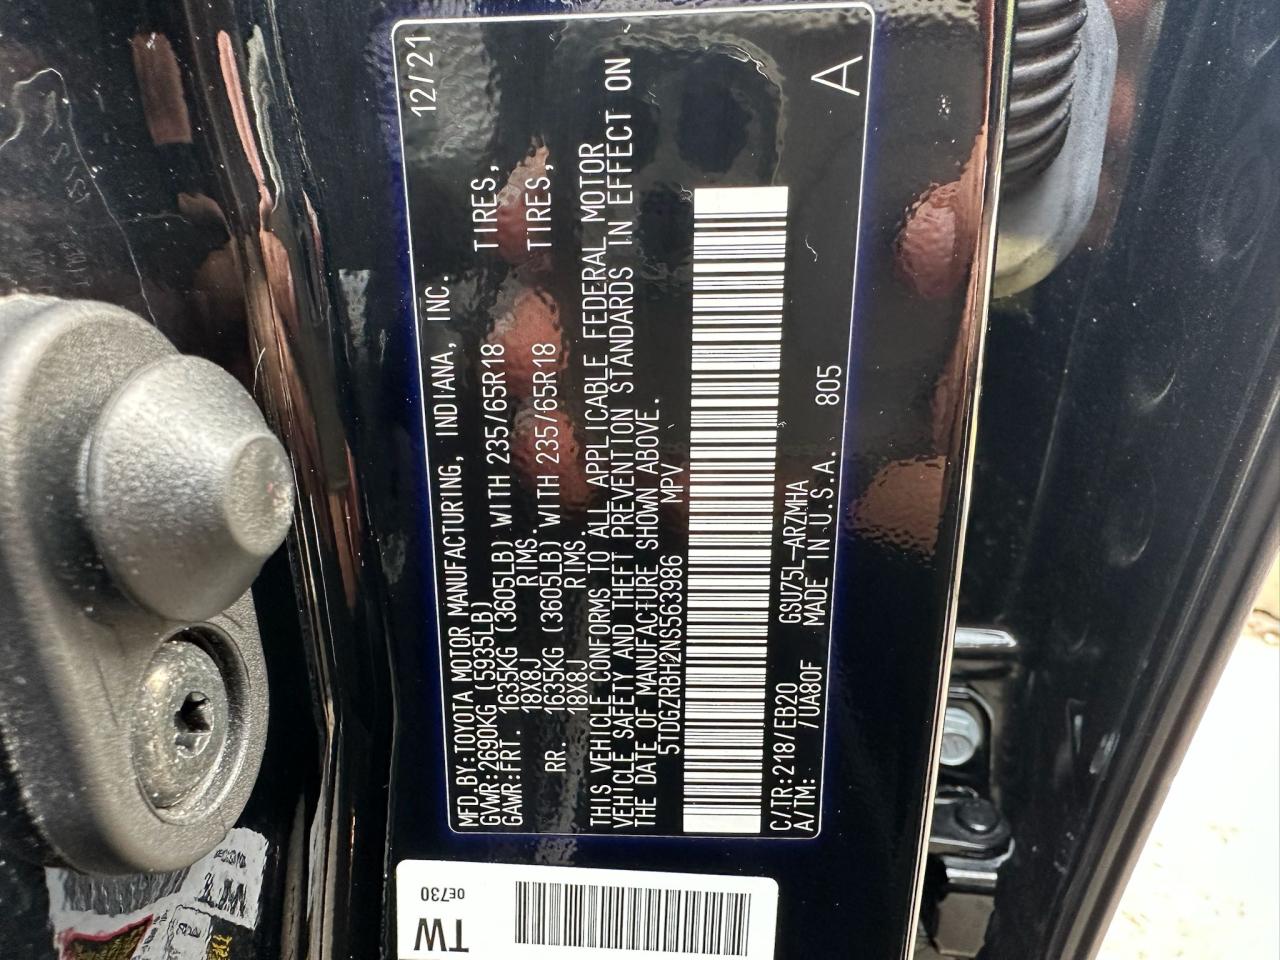 MFD.BY:TOYOTA MOTOR MANUFACTURING, INDIANA, INC. 12/21
GVWR:2690KG (5935LB)
GAWR:FRT. 1635KG (3605LB) WITH 235/65R18 TIRES,
18X8J RIMS.
RR. 1635KG (3605LB) WITH 235/65R18 TIRES,
18X8J RIMS.
THIS VEHICLE CONFORMS TO ALL APPLICABLE FEDERAL MOTOR
VEHICLE SAFETY AND THEFT PREVENTION STANDARDS IN EFFECT ON
THE DATE OF MANUFACTURE SHOWN ABOVE.
5TDGZRBH2NS563986 MPV
C/TR:218/EB20 GSU75L-ARZMHA
A/TM: /UA80F MADE IN U.S.A. 805 A
TW
0E730